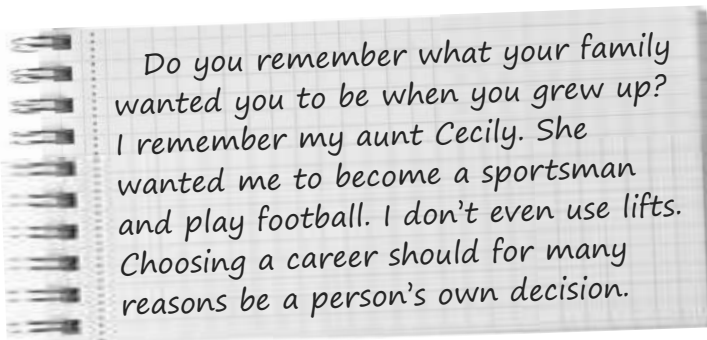 Do you remember what your family
wanted you to be when you grew up?
I remember my aunt Cecily. She
wanted me to become a sportsman
and play football. I don't even use lifts.
Choosing a career should for many
reasons be a person's own decision.